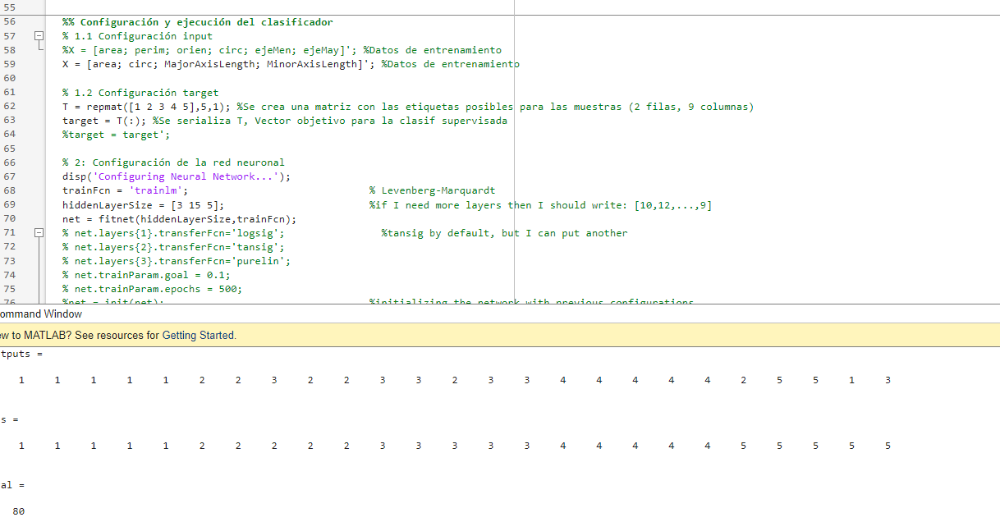 55
56 %% Configuración y ejecución del clasificador
57 % 1.1 Configuración input
58 %X = [area; perim; orien; circ; ejeMen; ejeMay]'; %Datos de entrenamiento
59 X = [area; circ; MajorAxisLength; MinorAxisLength]'; %Datos de entrenamiento
60
61 % 1.2 Configuración target
62 T = repmat([1 2 3 4 5],5,1); %Se crea una matriz con las etiquetas posibles para las muestras (2 filas, 9 columnas)
63 target = T(:); %Se serializa T, Vector objetivo para la clasif supervisada
64 %target = target';
65
66 % 2: Configuración de la red neuronal
67 disp('Configuring Neural Network...');
68 trainFcn = 'trainlm'; % Levenberg-Marquardt
69 hiddenLayerSize = [3 15 5]; %if I need more layers then I should write: [10,12,...,9]
70 net = fitnet(hiddenLayerSize,trainFcn);
71 % net.layers{1}.transferFcn='logsig'; %tansig by default, but I can put another
72 % net.layers{2}.transferFcn='tansig';
73 % net.layers{3}.transferFcn='purelin';
74 % net.trainParam.goal = 0.1;
75 % net.trainParam.epochs = 500;
76 %net = init(net); %initializing the network with previous configurations
ommand Window
ew to MATLAB? See resources for Getting Started.
tputs =
1 1 1 1 1 2 2 3 2 2 3 3 2 3 3 4 4 4 4 4 2 5 5 1 3
s =
1 1 1 1 1 2 2 2 2 2 3 3 3 3 3 4 4 4 4 4 5 5 5 5 5
al =
80